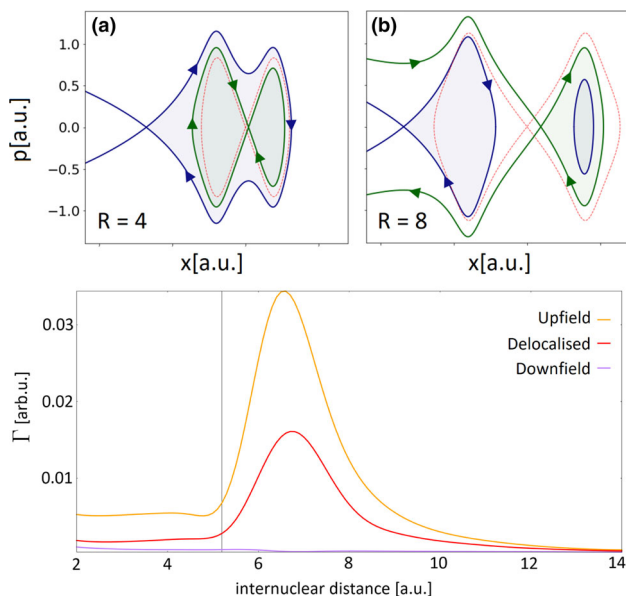 (a)
(b)
p[a.u.]
1.0
0.5
0.0
−0.5
−1.0
R = 4
R = 8
x[a.u.]
x[a.u.]
Γ [arb.u.]
0.03
0.02
0.01
Upfield
Delocalised
Downfield
2
4
6
8
10
12
14
internuclear distance [a.u.]